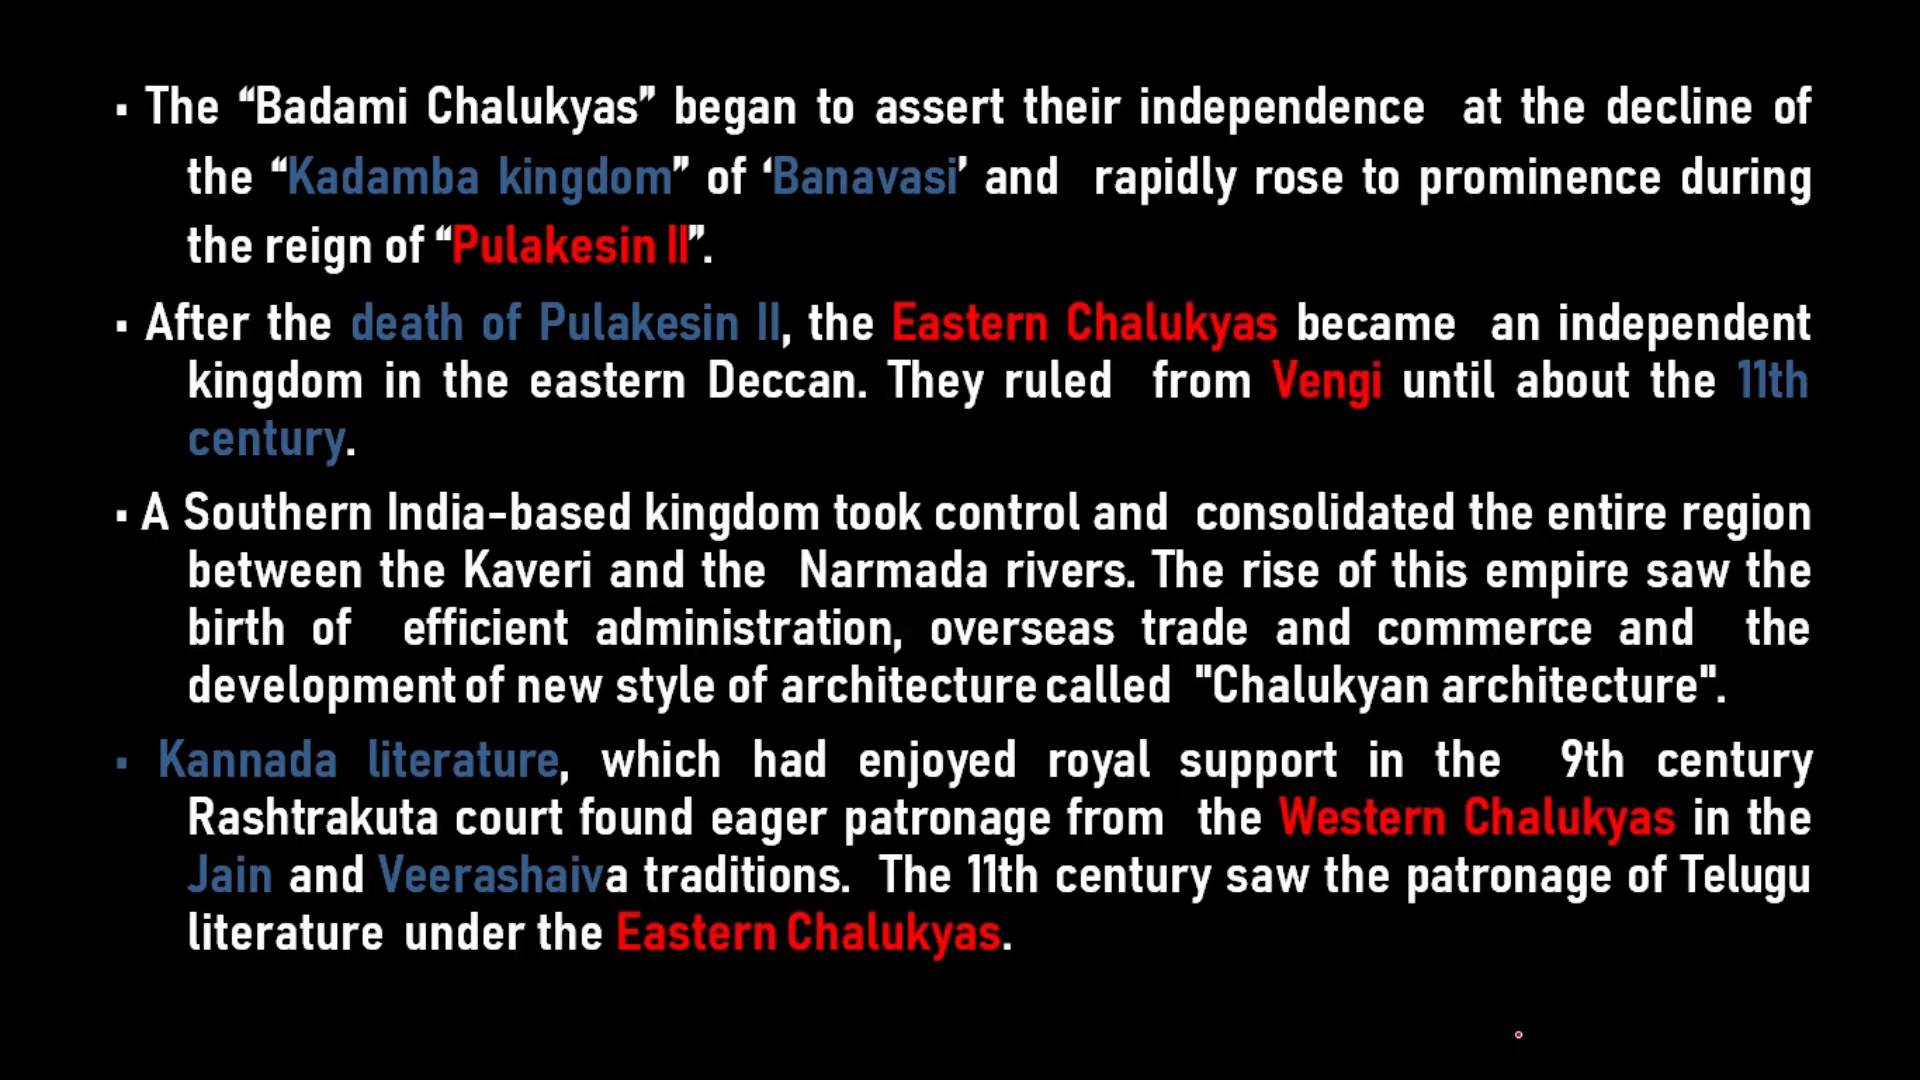 ▪ The “Badami Chalukyas” began to assert their independence at the decline of
the “Kadamba kingdom” of ‘Banavasi’ and rapidly rose to prominence during
the reign of “Pulakesin II”.
▪ After the death of Pulakesin II, the Eastern Chalukyas became an independent
kingdom in the eastern Deccan. They ruled from Vengi until about the 11th
century.
▪ A Southern India-based kingdom took control and consolidated the entire region
between the Kaveri and the Narmada rivers. The rise of this empire saw the
birth of efficient administration, overseas trade and commerce and the
development of new style of architecture called "Chalukyan architecture".
▪ Kannada literature, which had enjoyed royal support in the 9th century
Rashtrakuta court found eager patronage from the Western Chalukyas in the
Jain and Veerashaiva traditions. The 11th century saw the patronage of Telugu
literature under the Eastern Chalukyas.